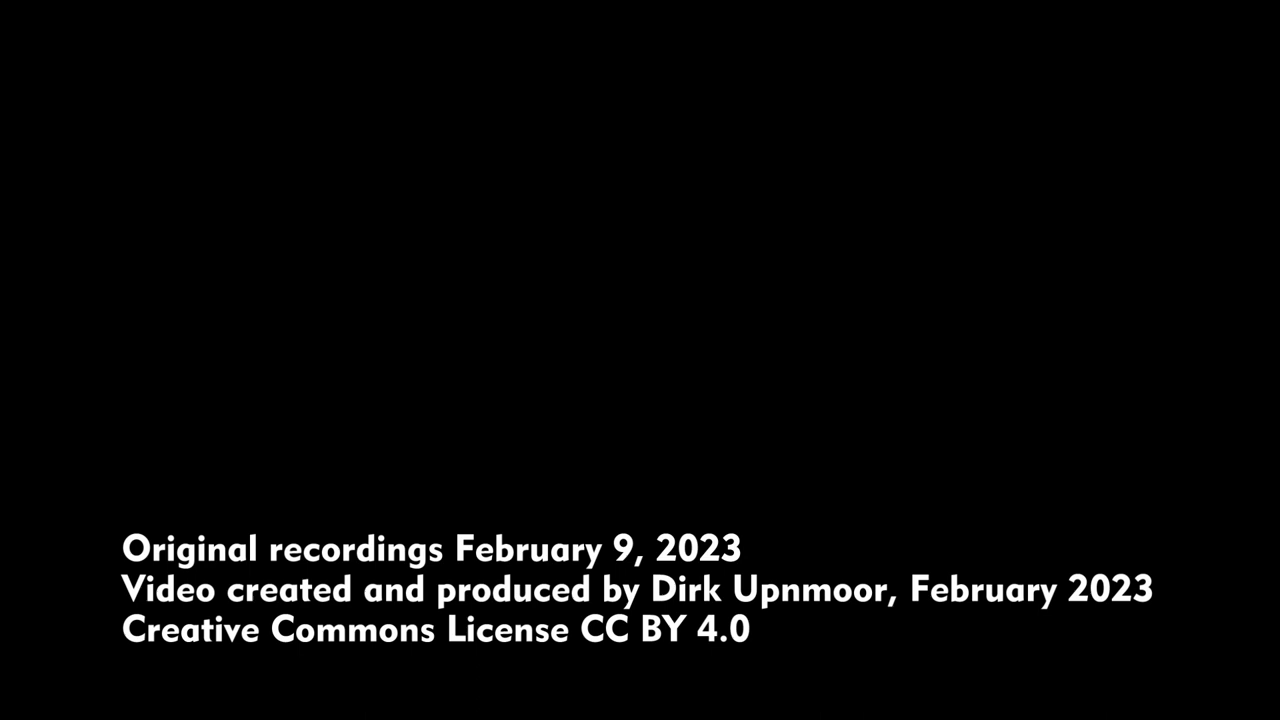 Original recordings February 9, 2023
Video created and produced by Dirk Upnmoor, February 2023
Creative Commons License CC BY 4.0